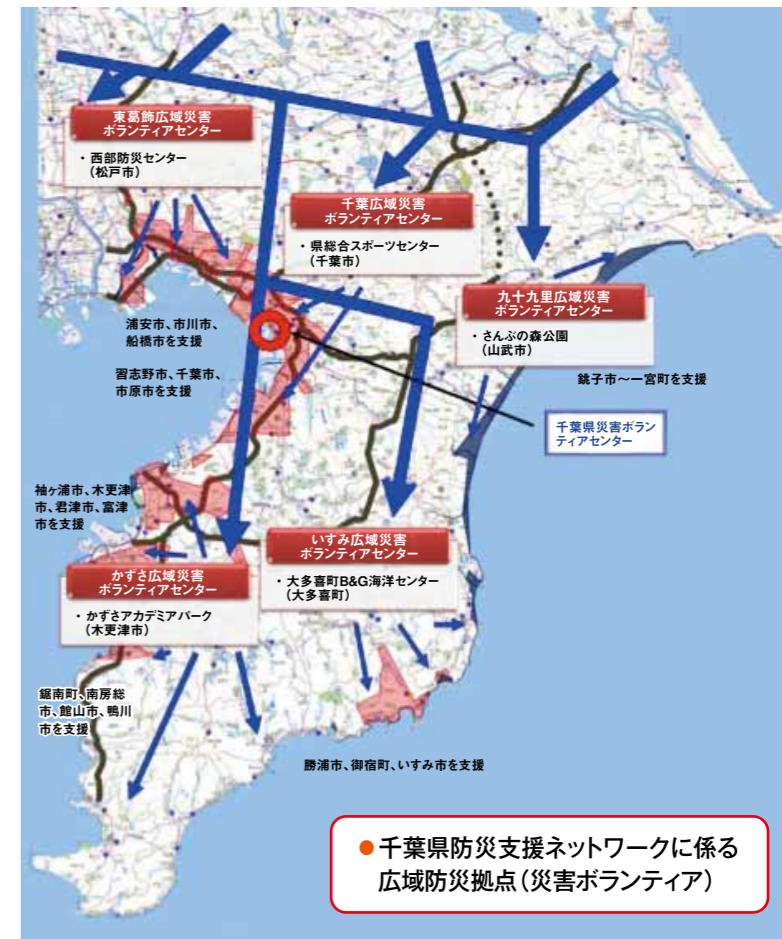 東葛飾広域災害
ボランティアセンター
・西部防災センター
(松戸市)
千葉広域災害
ボランティアセンター
・県総合スポーツセンター
(千葉市)
九十九里広域災害
ボランティアセンター
・さんぶの森公園
(山武市)
浦安市、市川市、
船橋市を支援
習志野市、千葉市、
市原市を支援
銚子市〜一宮町を支援
千葉県災害ボラン
ティアセンター
袖ヶ浦市、木更津
市、君津市、富津
市を支援
いすみ広域災害
ボランティアセンター
・大多喜町B&G海洋センター
(大多喜町)
かずさ広域災害
ボランティアセンター
・かずさアカデミアパーク
(木更津市)
鋸南町、南房総
市、館山市、鴨川
市を支援
勝浦市、御宿町、いすみ市を支援
●千葉県防災支援ネットワークに係る
広域防災拠点(災害ボランティア)